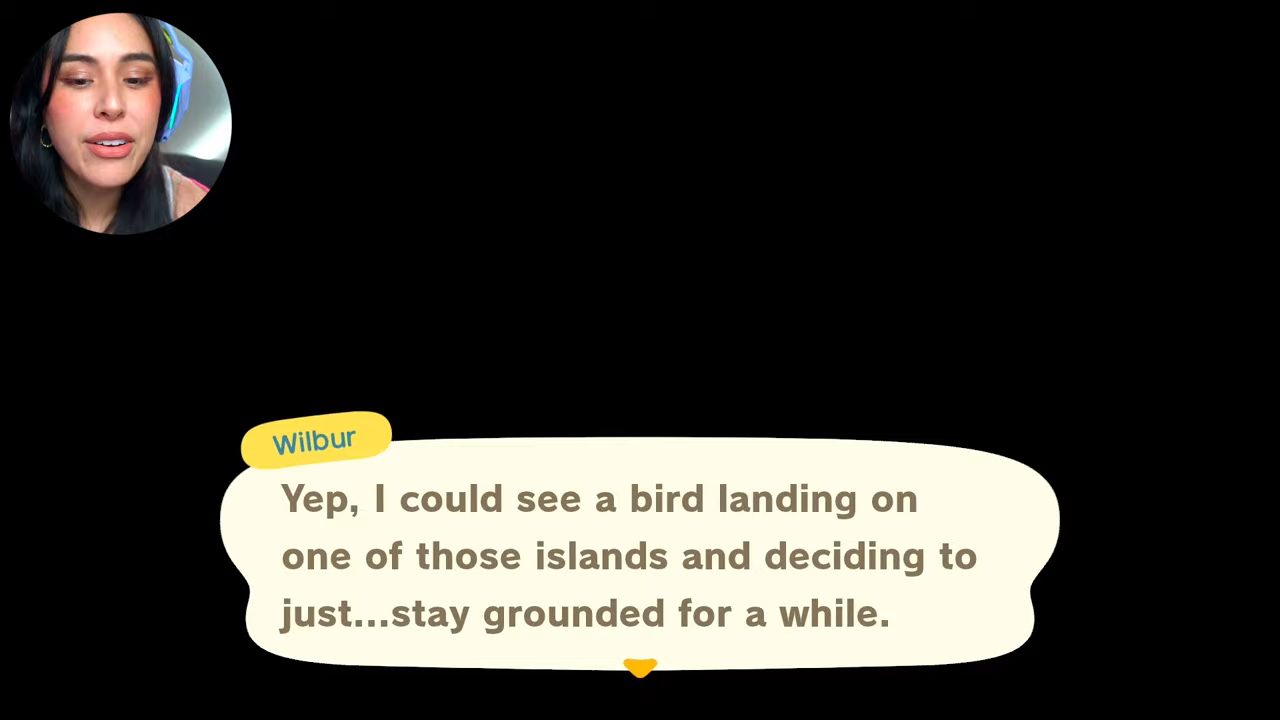 Wilbur
Yep, I could see a bird landing on
one of those islands and deciding to
just...stay grounded for a while.